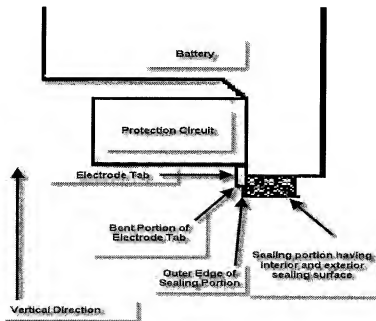 Battery
Protection Circuit
Electrode Tab
Bent Portion of
Electrode Tab
Outer Edge of
Sealing Portion
Sealing portion having
interior and exterior
sealing surface
Vertical Direction